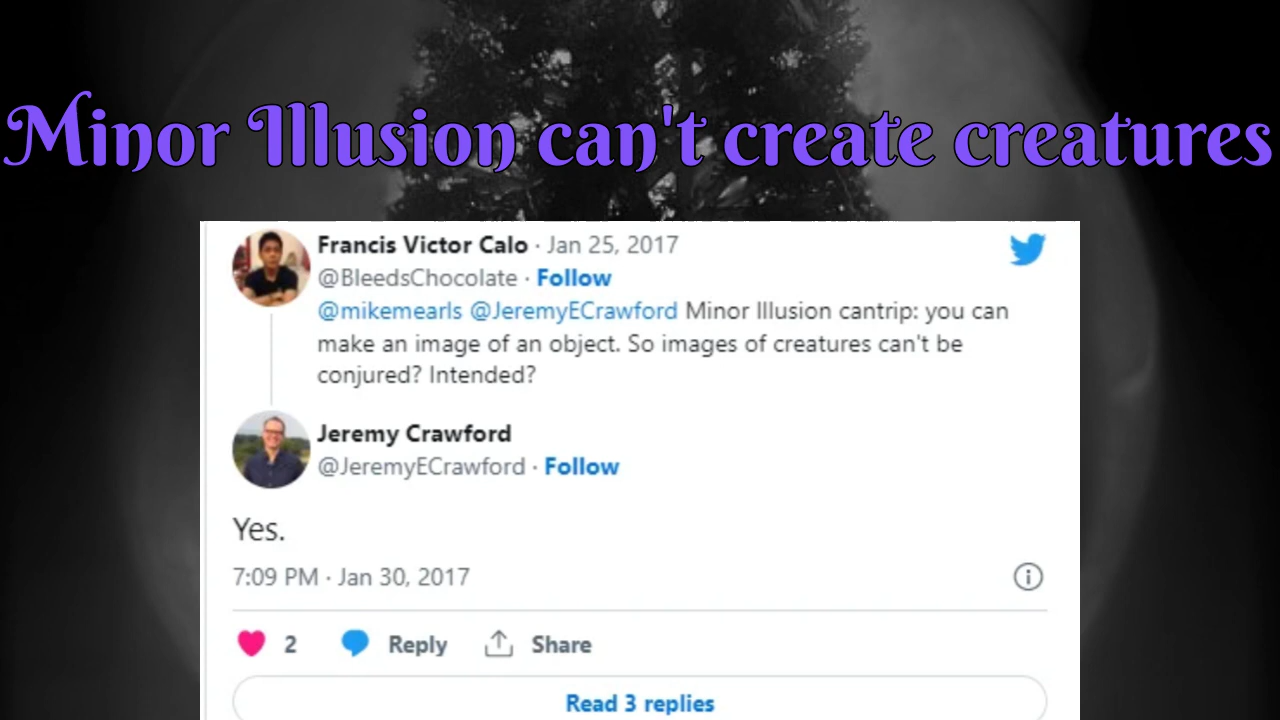 Minor Illusion can't create creatures
Francis Victor Calo · Jan 25, 2017
@BleedsChocolate · Follow
@mikemearls @JeremyECrawford Minor Illusion cantrip: you can
make an image of an object. So images of creatures can't be
conjured? Intended?
Jeremy Crawford
@JeremyECrawford · Follow
Yes.
7:09 PM · Jan 30, 2017
2 Reply Share
Read 3 replies